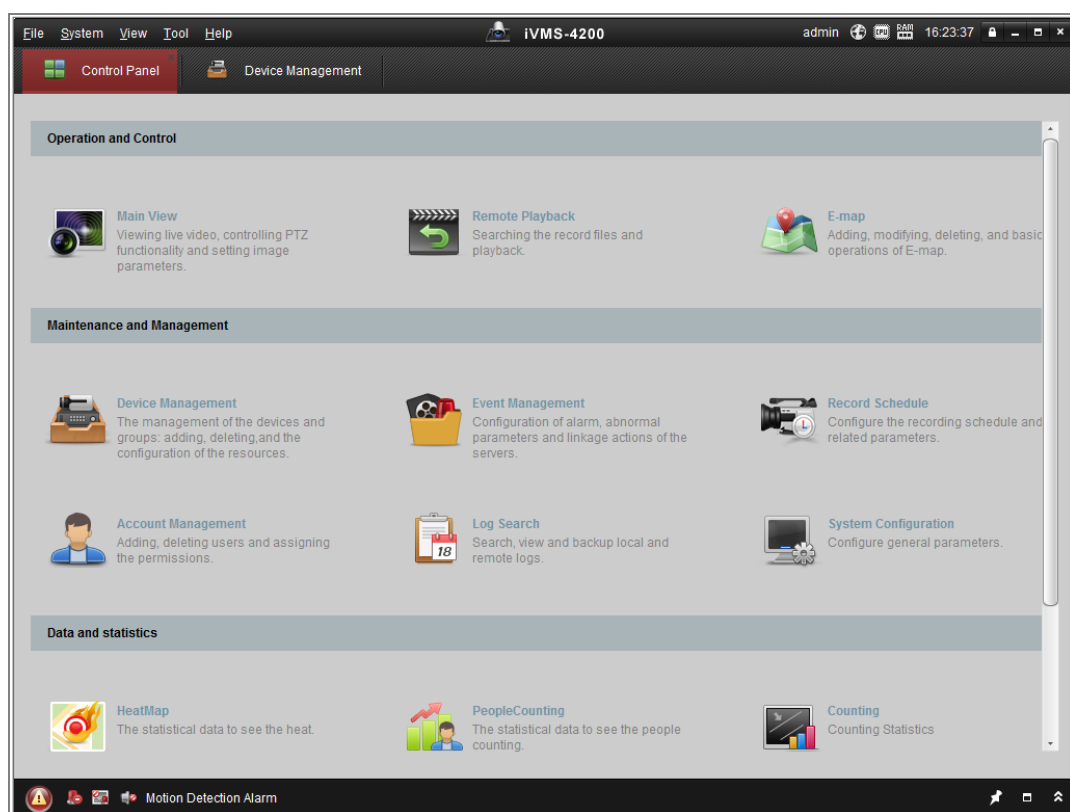 File System View Tool Help iVMS-4200 admin CPU RAM 16:23:37
Control Panel Device Management
Operation and Control
Main View
Viewing live video, controlling PTZ
functionality and setting image
parameters.
Remote Playback
Searching the record files and
playback.
E-map
Adding, modifying, deleting, and basic
operations of E-map.
Maintenance and Management
Device Management
The management of the devices and
groups: adding, deleting,and the
configuration of the resources.
Event Management
Configuration of alarm, abnormal
parameters and linkage actions of the
servers.
Record Schedule
Configure the recording schedule and
related parameters.
Account Management
Adding, deleting users and assigning
the permissions.
18
Log Search
Search, view and backup local and
remote logs.
System Configuration
Configure general parameters.
Data and statistics
HeatMap
The statistical data to see the heat.
PeopleCounting
The statistical data to see the people
counting.
Counting
Counting Statistics
Motion Detection Alarm